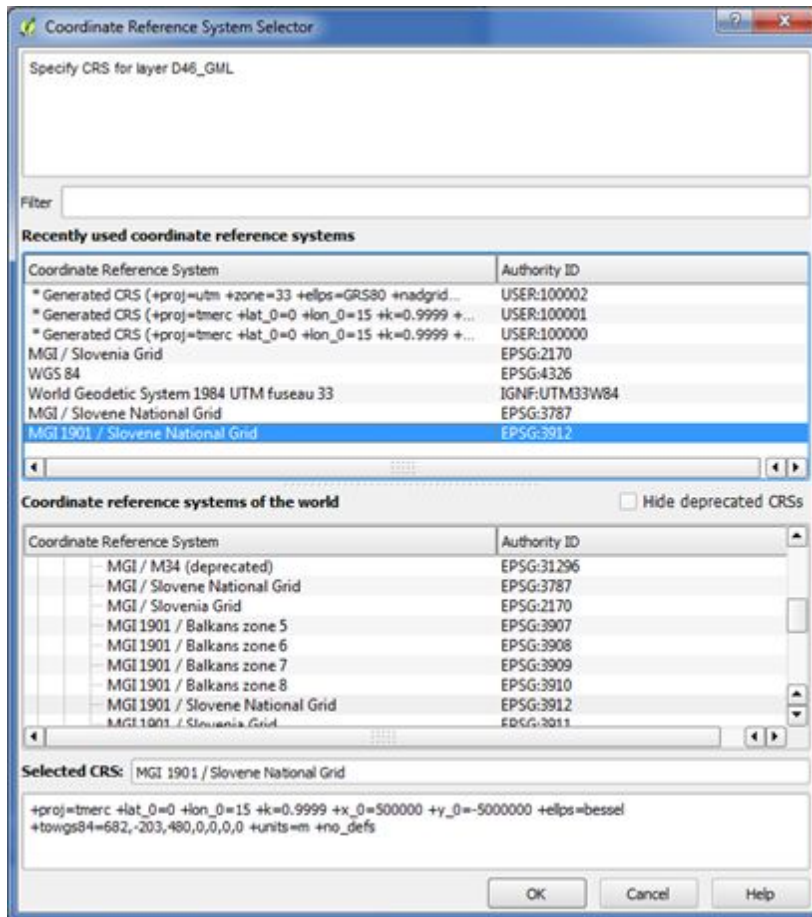 Coordinate Reference System Selector
Specify CRS for layer D46_GML
Filter
Recently used coordinate reference systems
Coordinate Reference System Authority ID
* Generated CRS (+proj=utm +zone=33 +ellps=GRS80 +nadgrid... USER:100002
* Generated CRS (+proj=tmerc +lat_0=0 +lon_0=15 +k=0.9999 +... USER:100001
* Generated CRS (+proj=tmerc +lat_0=0 +lon_0=15 +k=0.9999 +... USER:100000
MGI / Slovenia Grid EPSG:2170
WGS 84 EPSG:4326
World Geodetic System 1984 UTM fuseau 33 IGNF:UTM33W84
MGI / Slovene National Grid EPSG:3787
MGI 1901 / Slovene National Grid EPSG:3912
Coordinate reference systems of the world Hide deprecated CRSs
Coordinate Reference System Authority ID
MGI / M34 (deprecated) EPSG:31296
MGI / Slovene National Grid EPSG:3787
MGI / Slovenia Grid EPSG:2170
MGI 1901 / Balkans zone 5 EPSG:3907
MGI 1901 / Balkans zone 6 EPSG:3908
MGI 1901 / Balkans zone 7 EPSG:3909
MGI 1901 / Balkans zone 8 EPSG:3910
MGI 1901 / Slovene National Grid EPSG:3912
MGI 1901 / Slovenia Grid EPSG:3911
Selected CRS: MGI 1901 / Slovene National Grid
+proj=tmerc +lat_0=0 +lon_0=15 +k=0.9999 +x_0=500000 +y_0=-5000000 +ellps=bessel
+towgs84=682,-203,480,0,0,0,0 +units=m +no_defs
OK Cancel Help